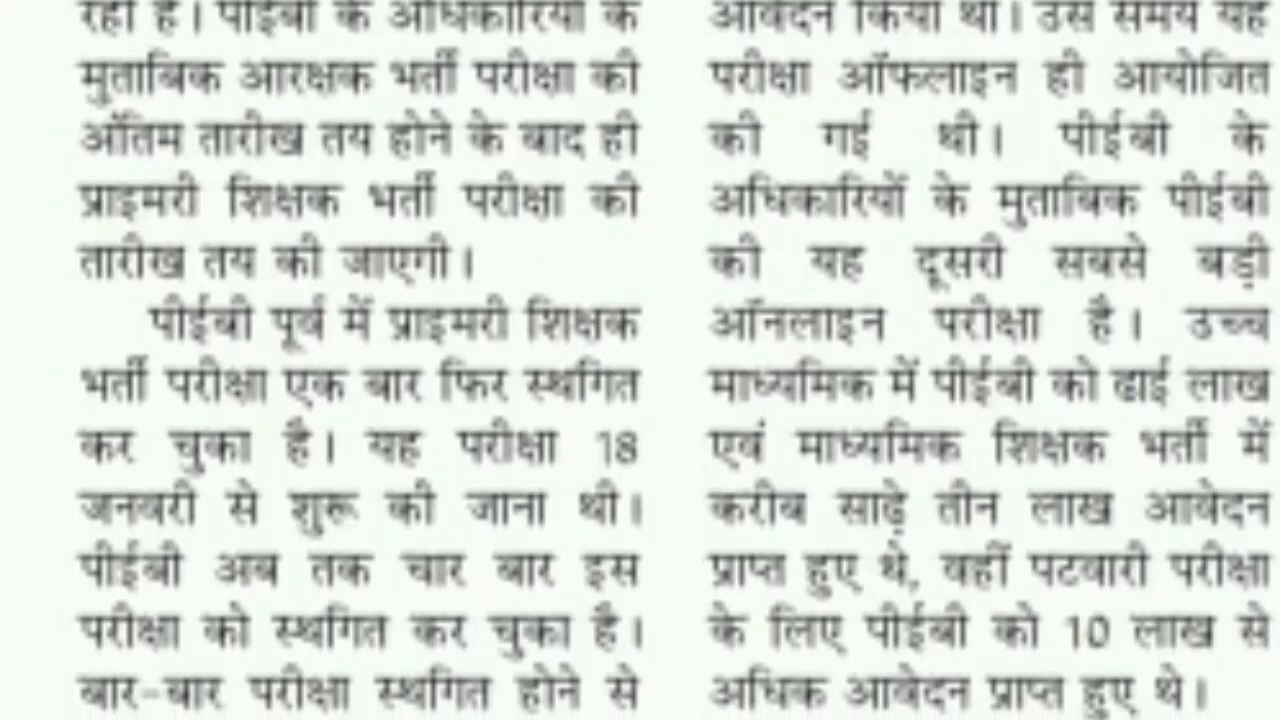 रही है। पीईबी के अधिकारियों के
मुताबिक आरक्षक भर्ती परीक्षा की
अंतिम तारीख तय होने के बाद ही
प्राइमरी शिक्षक भर्ती परीक्षा की
तारीख तय की जाएगी।
पीईबी पूर्व में प्राइमरी शिक्षक
भर्ती परीक्षा एक बार फिर स्थगित
कर चुका है। यह परीक्षा 18
जनवरी से शुरू की जाना थी।
पीईबी अब तक चार बार इस
परीक्षा को स्थगित कर चुका है।
बार-बार परीक्षा स्थगित होने से
आवेदन किया था। उस समय यह
परीक्षा ऑफलाइन ही आयोजित
की गई थी। पीईबी के
अधिकारियों के मुताबिक पीईबी
की यह दूसरी सबसे बड़ी
ऑनलाइन परीक्षा है। उच्च
माध्यमिक में पीईबी को ढाई लाख
एवं माध्यमिक शिक्षक भर्ती में
करीब साढ़े तीन लाख आवेदन
प्राप्त हुए थे, वहीं पटवारी परीक्षा
के लिए पीईबी को 10 लाख से
अधिक आवेदन प्राप्त हुए थे।